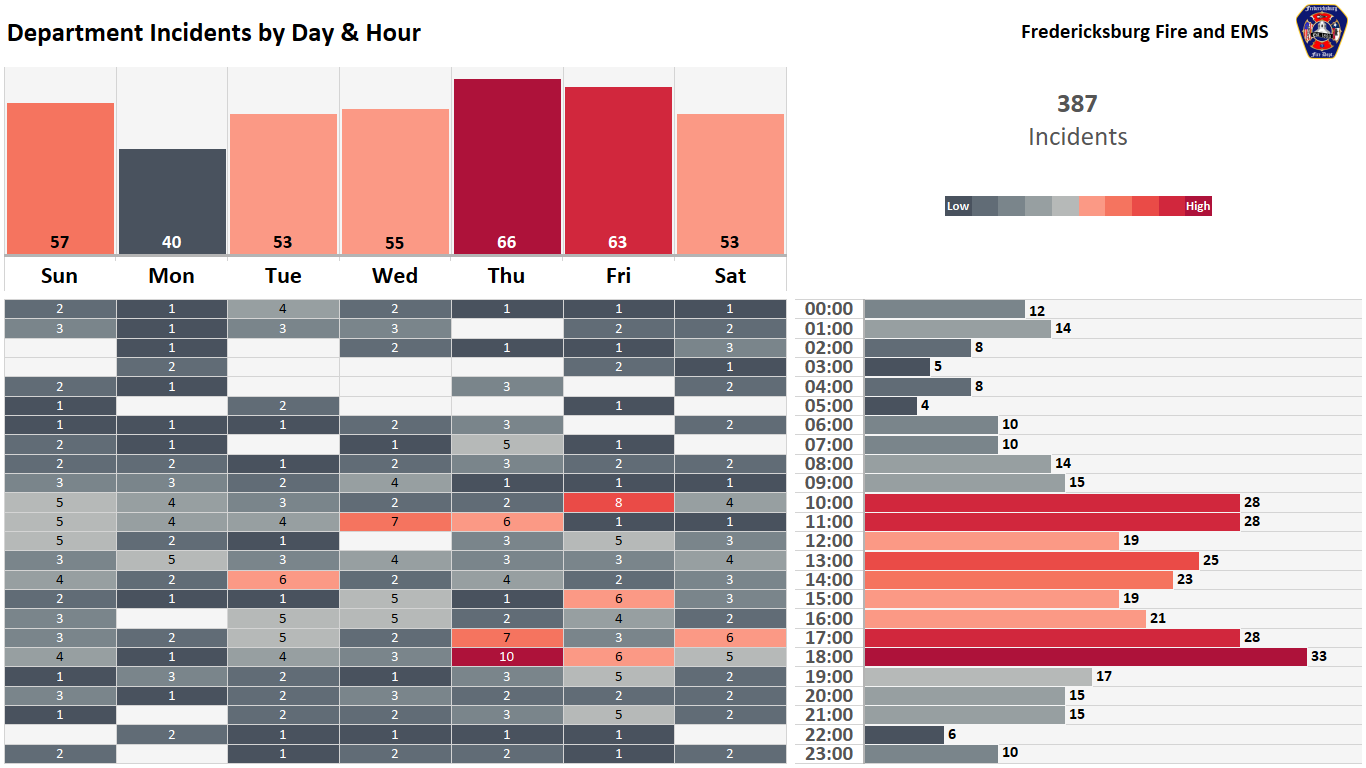 Department Incidents by Day & Hour
Fredericksburg Fire and EMS
Fredericksburg
Fire Dept
387
Incidents
Low High
57 40 53 55 66 63 53
Sun Mon Tue Wed Thu Fri Sat
2 1 4 2 1 1 1 00:00 12
3 1 3 3 2 2 01:00 14
1 2 1 1 3 02:00 8
2 2 1 03:00 5
2 1 3 2 04:00 8
1 2 1 05:00 4
1 1 1 2 3 2 06:00 10
2 1 1 5 1 07:00 10
2 2 1 2 3 2 2 08:00 14
3 3 2 4 1 1 1 09:00 15
5 4 3 2 2 8 4 10:00 28
5 4 4 7 6 1 1 11:00 28
5 2 1 3 5 3 12:00 19
3 5 3 4 3 3 4 13:00 25
4 2 6 2 4 2 3 14:00 23
2 1 1 5 1 6 3 15:00 19
3 5 5 2 4 2 16:00 21
3 2 5 2 7 3 6 17:00 28
4 1 4 3 10 6 5 18:00 33
1 3 2 1 3 5 2 19:00 17
3 1 2 3 2 2 2 20:00 15
1 2 2 3 5 2 21:00 15
2 1 1 1 1 22:00 6
2 1 2 2 1 2 23:00 10